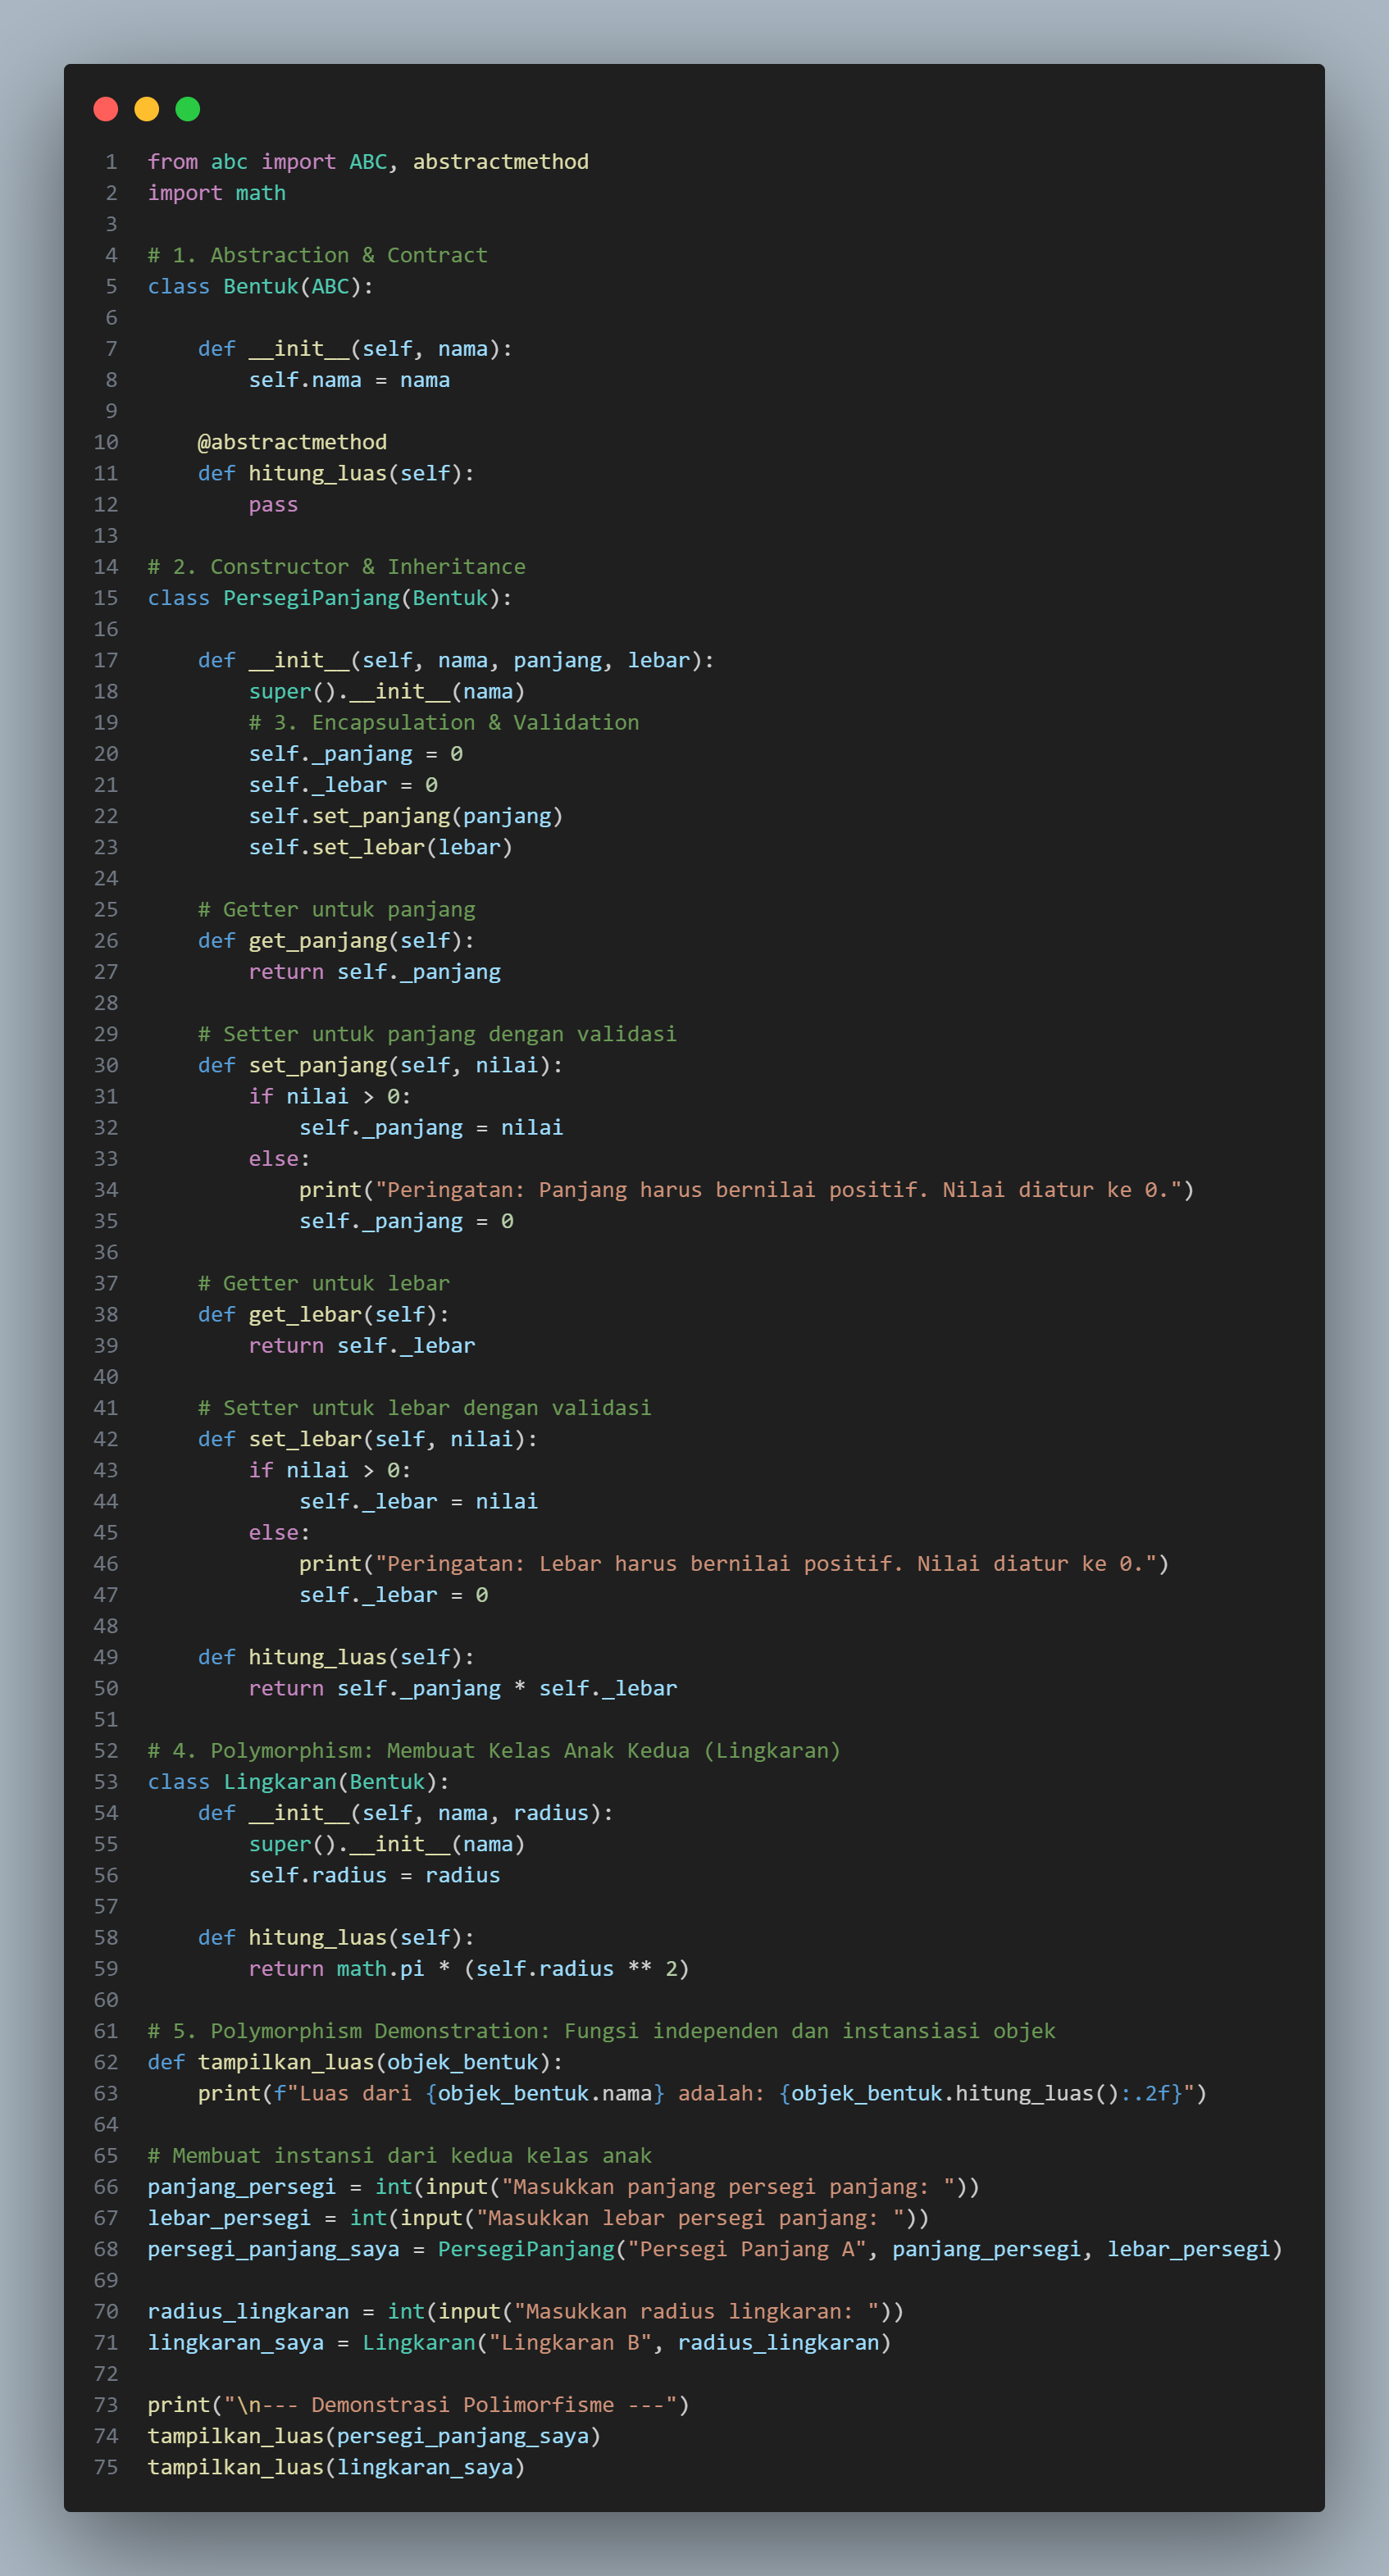 1 from abc import ABC, abstractmethod
2 import math
3
4 # 1. Abstraction & Contract
5 class Bentuk(ABC):
6
7     def __init__(self, nama):
8         self.nama = nama
9
10     @abstractmethod
11     def hitung_luas(self):
12         pass
13
14 # 2. Constructor & Inheritance
15 class PersegiPanjang(Bentuk):
16
17     def __init__(self, nama, panjang, lebar):
18         super().__init__(nama)
19         # 3. Encapsulation & Validation
20         self._panjang = 0
21         self._lebar = 0
22         self.set_panjang(panjang)
23         self.set_lebar(lebar)
24
25     # Getter untuk panjang
26     def get_panjang(self):
27         return self._panjang
28
29     # Setter untuk panjang dengan validasi
30     def set_panjang(self, nilai):
31         if nilai > 0:
32             self._panjang = nilai
33         else:
34             print("Peringatan: Panjang harus bernilai positif. Nilai diatur ke 0.")
35             self._panjang = 0
36
37     # Getter untuk lebar
38     def get_lebar(self):
39         return self._lebar
40
41     # Setter untuk lebar dengan validasi
42     def set_lebar(self, nilai):
43         if nilai > 0:
44             self._lebar = nilai
45         else:
46             print("Peringatan: Lebar harus bernilai positif. Nilai diatur ke 0.")
47             self._lebar = 0
48
49     def hitung_luas(self):
50         return self._panjang * self._lebar
51
52 # 4. Polymorphism: Membuat Kelas Anak Kedua (Lingkaran)
53 class Lingkaran(Bentuk):
54     def __init__(self, nama, radius):
55         super().__init__(nama)
56         self.radius = radius
57
58     def hitung_luas(self):
59         return math.pi * (self.radius ** 2)
60
61 # 5. Polymorphism Demonstration: Fungsi independen dan instansiasi objek
62 def tampilkan_luas(objek_bentuk):
63     print(f"Luas dari {objek_bentuk.nama} adalah: {objek_bentuk.hitung_luas():.2f}")
64
65 # Membuat instansi dari kedua kelas anak
66 panjang_persegi = int(input("Masukkan panjang persegi panjang: "))
67 lebar_persegi = int(input("Masukkan lebar persegi panjang: "))
68 persegi_panjang_saya = PersegiPanjang("Persegi Panjang A", panjang_persegi, lebar_persegi)
69
70 radius_lingkaran = int(input("Masukkan radius lingkaran: "))
71 lingkaran_saya = Lingkaran("Lingkaran B", radius_lingkaran)
72
73 print("\n--- Demonstrasi Polimorfisme ---")
74 tampilkan_luas(persegi_panjang_saya)
75 tampilkan_luas(lingkaran_saya)